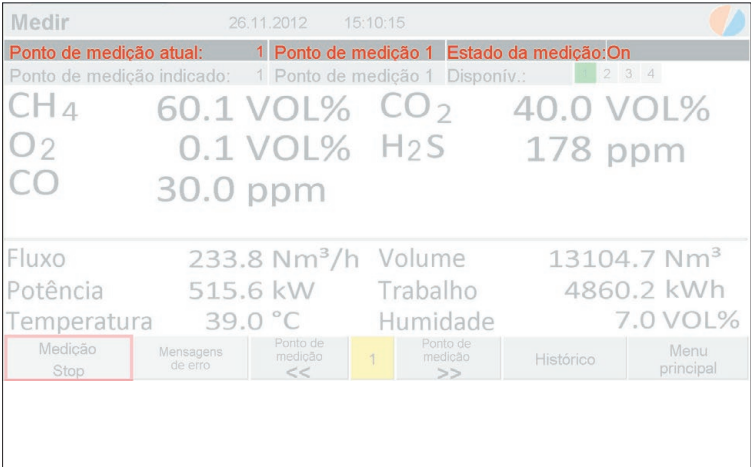 Medir 26.11.2012 15:10:15
Ponto de medição atual: 1 Ponto de medição 1 Estado da medição:On
Ponto de medição indicado: 1 Ponto de medição 1 Disponív.: 1 2 3 4
CH4 60.1 VOL% CO2 40.0 VOL%
O2 0.1 VOL% H2S 178 ppm
CO 30.0 ppm
Fluxo 233.8 Nm³/h Volume 13104.7 Nm³
Potência 515.6 kW Trabalho 4860.2 kWh
Temperatura 39.0 °C Humidade 7.0 VOL%
Medição
Stop
Mensagens
de erro
Ponto de
medição
<<
1
Ponto de
medição
>>
Histórico
Menu
principal